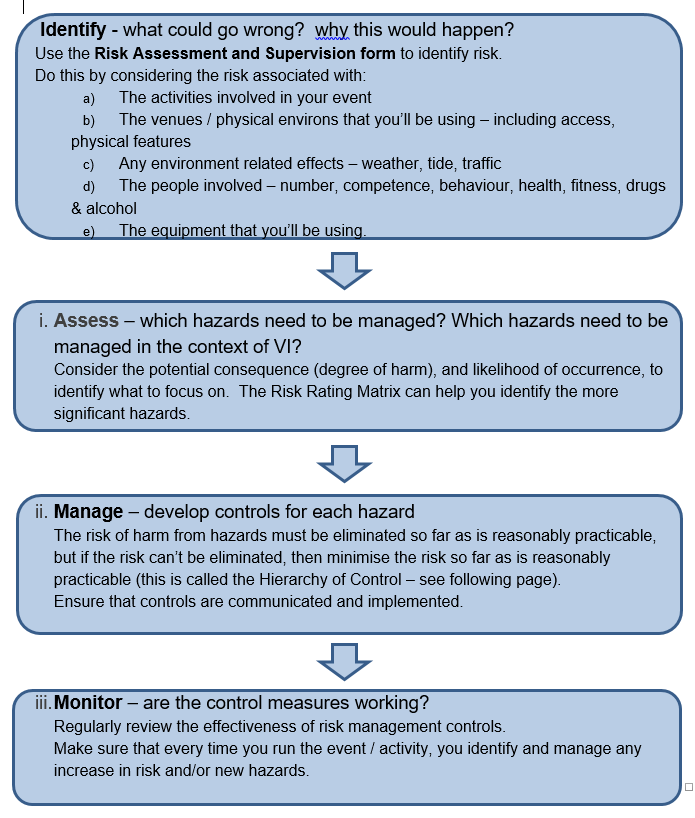 Identify - what could go wrong?  why this would happen?
Use the Risk Assessment and Supervision form to identify risk.
Do this by considering the risk associated with:
a) The activities involved in your event
b) The venues / physical environs that you'll be using – including access,
physical features
c) Any environment related effects – weather, tide, traffic
d) The people involved – number, competence, behaviour, health, fitness, drugs
& alcohol
e) The equipment that you'll be using.
i. Assess – which hazards need to be managed? Which hazards need to be
managed in the context of VI?
Consider the potential consequence (degree of harm), and likelihood of occurrence, to
identify what to focus on.  The Risk Rating Matrix can help you identify the more
significant hazards.
ii. Manage – develop controls for each hazard
The risk of harm from hazards must be eliminated so far as is reasonably practicable,
but if the risk can't be eliminated, then minimise the risk so far as is reasonably
practicable (this is called the Hierarchy of Control – see following page).
Ensure that controls are communicated and implemented.
iii. Monitor – are the control measures working?
Regularly review the effectiveness of risk management controls.
Make sure that every time you run the event / activity, you identify and manage any
increase in risk and/or new hazards.